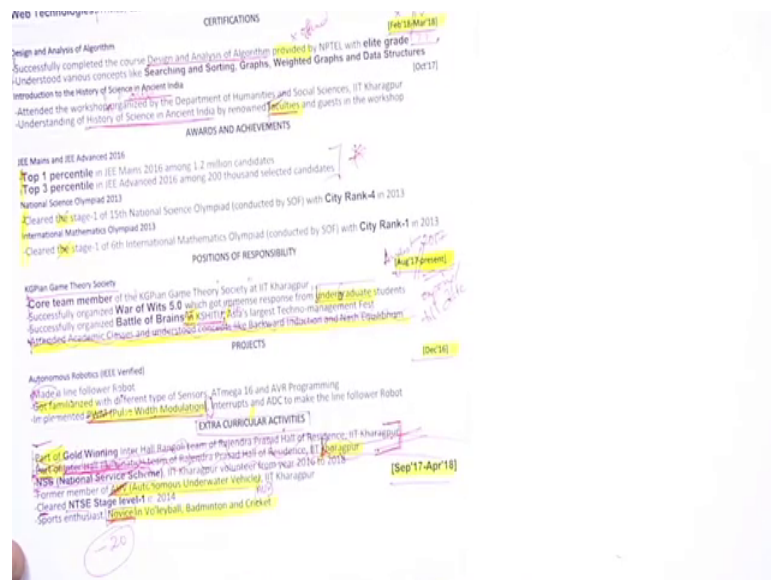 Web Technologies
CERTIFICATIONS
[Feb'18-Mar'18]
Design and Analysis of Algorithm
-Successfully completed the course Design and Analysis of Algorithm provided by NPTEL with elite grade
-Understood various concepts like Searching and Sorting, Graphs, Weighted Graphs and Data Structures
[Oct'17]
Introduction to the History of Science in Ancient India
-Attended the workshop organized by the Department of Humanities and Social Sciences, IIT Kharagpur
-Understanding of History of Science in Ancient India by renowned faculties and guests in the workshop
AWARDS AND ACHIEVEMENTS
JEE Mains and JEE Advanced 2016
Top 1 percentile in JEE Mains 2016 among 1.2 million candidates
Top 3 percentile in JEE Advanced 2016 among 200 thousand selected candidates
National Science Olympiad 2013
-Cleared the stage-1 of 15th National Science Olympiad (conducted by SOF) with City Rank-4 in 2013
International Mathematics Olympiad 2013
-Cleared the stage-1 of 6th International Mathematics Olympiad (conducted by SOF) with City Rank-1 in 2013
POSITIONS OF RESPONSIBILITY
[Aug'17-present]
KGPian Game Theory Society
Core team member of the KGPian Game Theory Society at IIT Kharagpur
-Successfully organized War of Wits 5.0 which got immense response from undergraduate students
-Successfully organized Battle of Brains in KSHITIJ, Asia's largest Techno-management Fest
-Attended Academic Classes and understood concepts like Backward Induction and Nash Equilibrium
PROJECTS
[Dec'16]
Autonomous Robotics (IEEE Verified)
-Made a line follower Robot
-Got familiarized with different type of Sensors, ATmega 16 and AVR Programming
-Implemented PWM (Pulse Width Modulation), Interrupts and ADC to make the line follower Robot
EXTRA CURRICULAR ACTIVITIES
Part of Gold Winning Inter Hall Rangoli team of Rajendra Prasad Hall of Residence, IIT Kharagpur
Part of Inter Hall team of Rajendra Prasad Hall of Residence, IIT Kharagpur
NSS (National Service Scheme), IIT Kharagpur volunteer from year 2016 to 2018
[Sep'17-Apr'18]
-Former member of AUV (Autonomous Underwater Vehicle), IIT Kharagpur
-Cleared NTSE Stage level-1 in 2014
-Sports enthusiast, Novice in Volleyball, Badminton and Cricket
-20